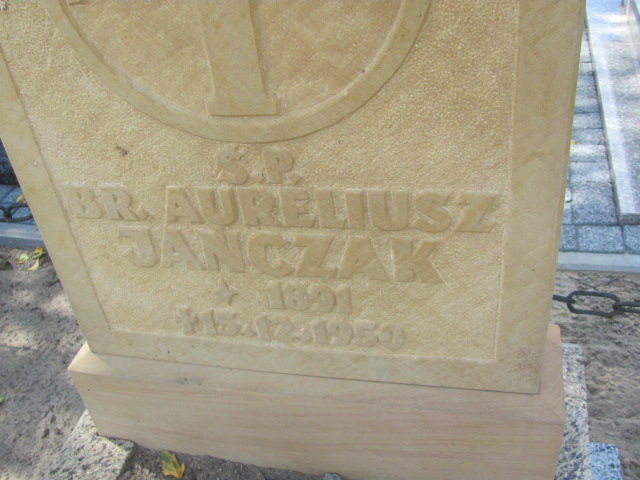 Ś.P.
BR. AURELIUSZ
JANCZAK
* 1891
† 15.12.1950